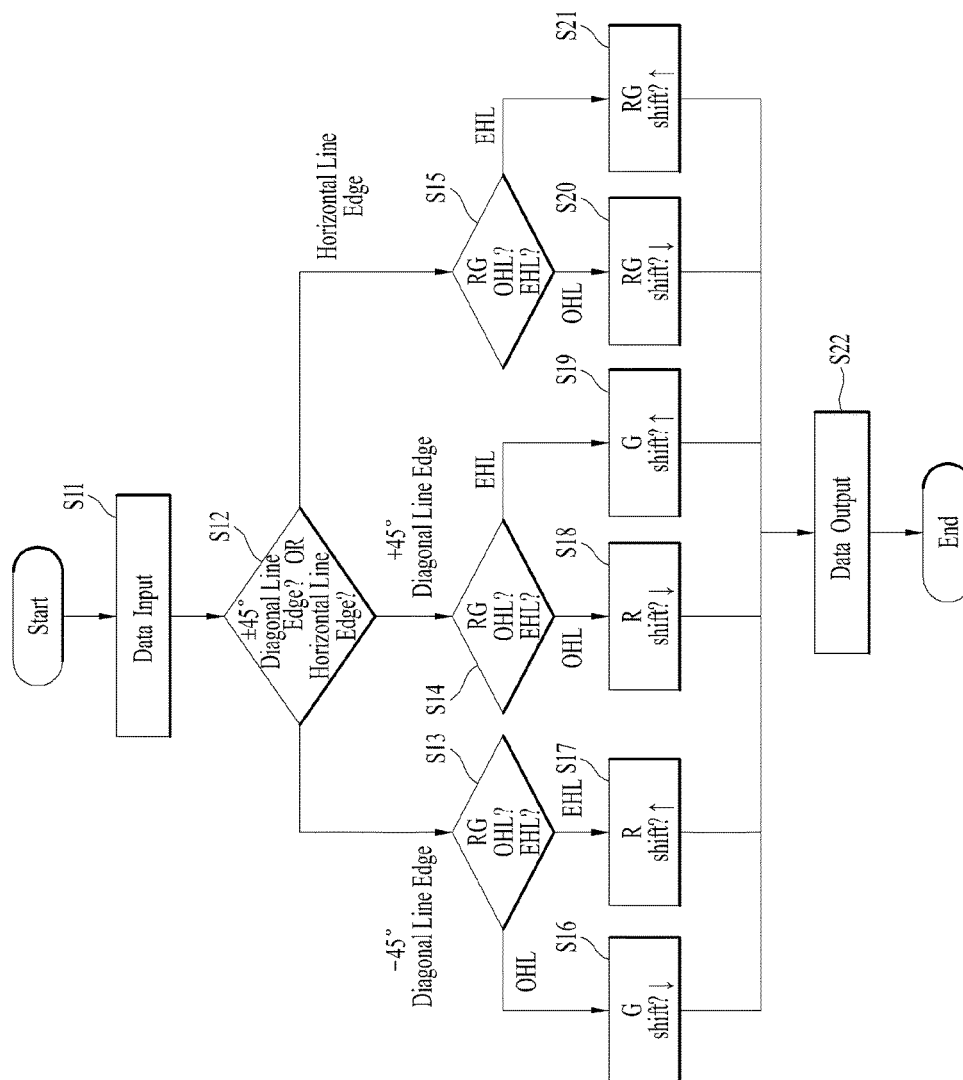 Start
S11
Data Input
S12
±45°
Diagonal Line
Edge? OR
Horizontal Line
Edge?
−45°
Diagonal Line Edge
+45°
Diagonal Line Edge
Horizontal Line
Edge
S13
RG
OHL?
EHL?
S14
RG
OHL?
EHL?
S15
RG
OHL?
EHL?
OHL
EHL
OHL
EHL
OHL
EHL
S16
G
shift? ↓
S17
R
shift? ↑
S18
R
shift? ↓
S19
G
shift? ↑
S20
RG
shift? ↓
S21
RG
shift? ↑
S22
Data Output
End